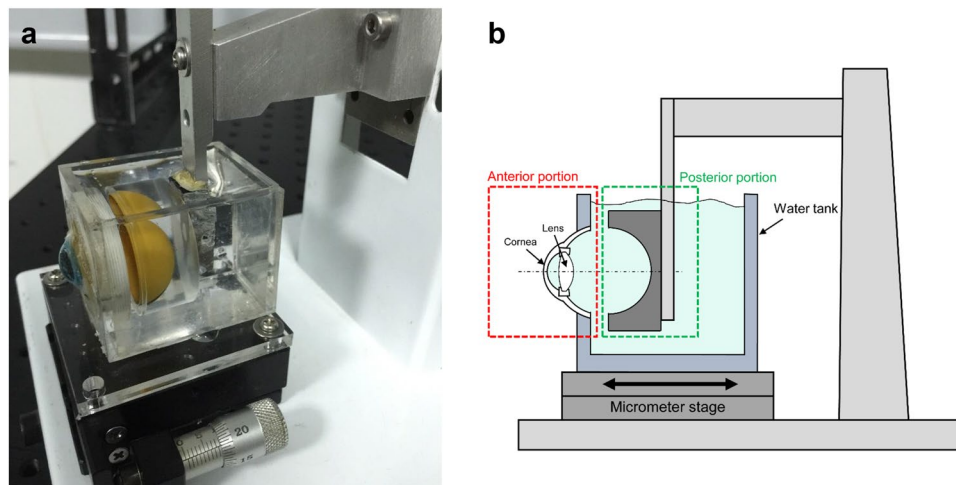 a
b
Anterior portion
Posterior portion
Water tank
Lens
Cornea
Micrometer stage
20
15